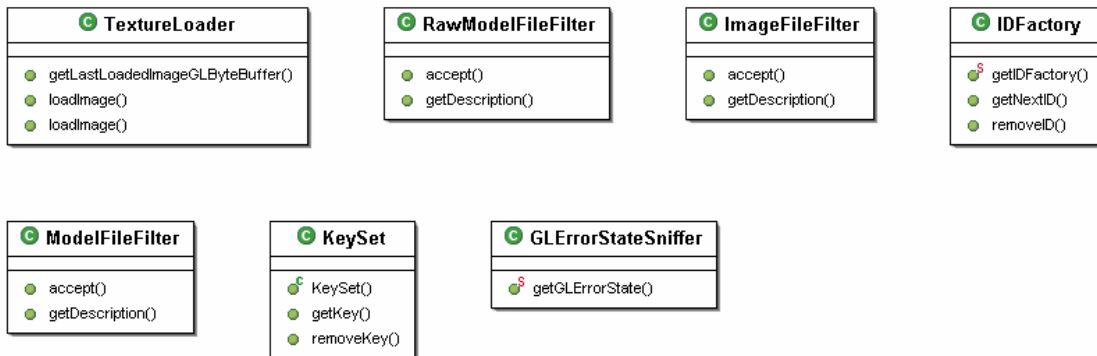 C TextureLoader
getLastLoadedImageGLByteBuffer()
loadImage()
loadImage()
C RawModelFileFilter
accept()
getDescription()
C ImageFileFilter
accept()
getDescription()
C IDFactory
S getIDFactory()
getNextID()
removeID()
C ModelFileFilter
accept()
getDescription()
C KeySet
C KeySet()
getKey()
removeKey()
C GLErrorStateSniffer
S getGLErrorState()